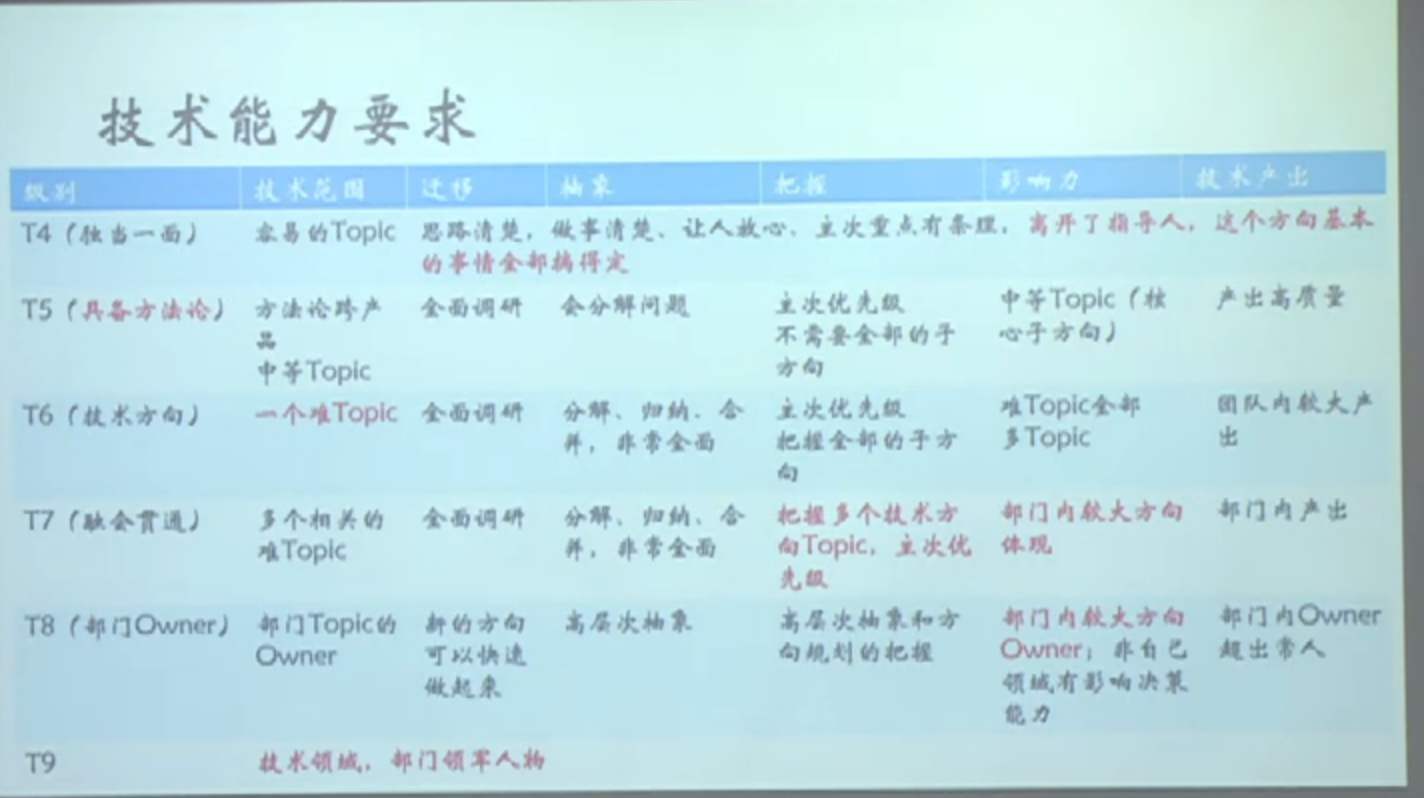 技术能力要求
级别 技术范围 迁移 抽象 把握 影响力 技术产出
T4（独当一面） 容易的Topic 思路清楚，做事清楚、让人放心、主次重点有条理，离开了指导人，这个方向基本
的事情全部搞得定
T5（具备方法论） 方法论跨产
品
中等Topic
全面调研
会分解问题
主次优先级
不需要全部的子
方向
中等Topic（核
心子方向）
产出高质量
T6（技术方向） 一个难Topic 全面调研
分解、归纳、合
并，非常全面
主次优先级
把握全部的子方
向
难Topic全部
多Topic
团队内较大产
出
T7（融会贯通） 多个相关的
难Topic
全面调研
分解、归纳、合
并，非常全面
把握多个技术方
向Topic，主次优
先级
部门内较大方向
体现
部门内产出
T8（部门Owner） 部门Topic的
Owner
新的方向
可以快速
做起来
高层次抽象
高层次抽象和方
向规划的把握
部门内较大方向
Owner；非自己
领域有影响决策
能力
部门内Owner
超出常人
T9 技术领域，部门领军人物